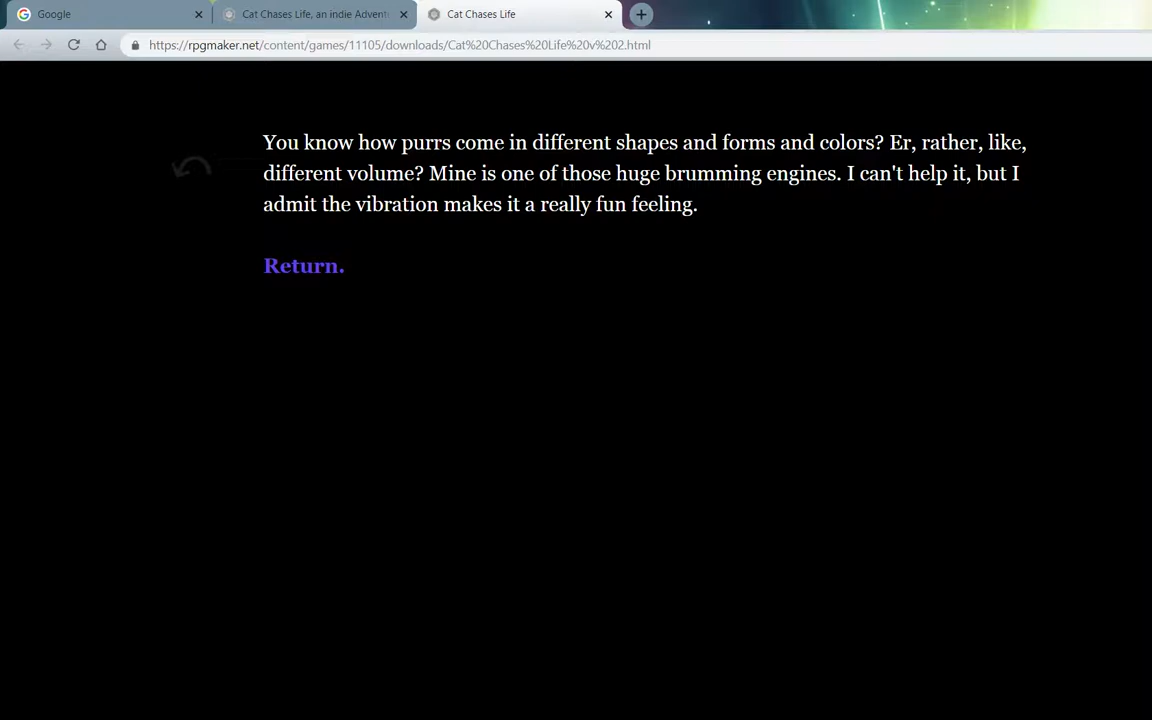 Google
Cat Chases Life, an indie Advent
Cat Chases Life
https://rpgmaker.net/content/games/11105/downloads/Cat%20Chases%20Life%20v%202.html
You know how purrs come in different shapes and forms and colors? Er, rather, like,
different volume? Mine is one of those huge brumming engines. I can't help it, but I
admit the vibration makes it a really fun feeling.
Return.